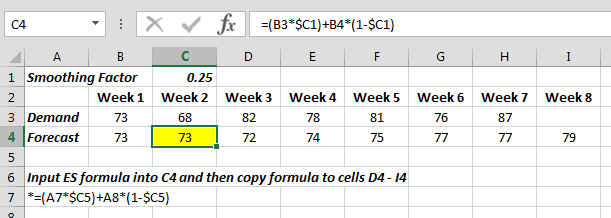 C4 fx =(B3*$C1)+B4*(1-$C1)
A B C D E F G H I
1 Smoothing Factor 0.25
2 Week 1 Week 2 Week 3 Week 4 Week 5 Week 6 Week 7 Week 8
3 Demand 73 68 82 78 81 76 87
4 Forecast 73 73 72 74 75 77 77 79
5
6 Input ES formula into C4 and then copy formula to cells D4 - I4
7 *=(A7*$C5)+A8*(1-$C5)
8